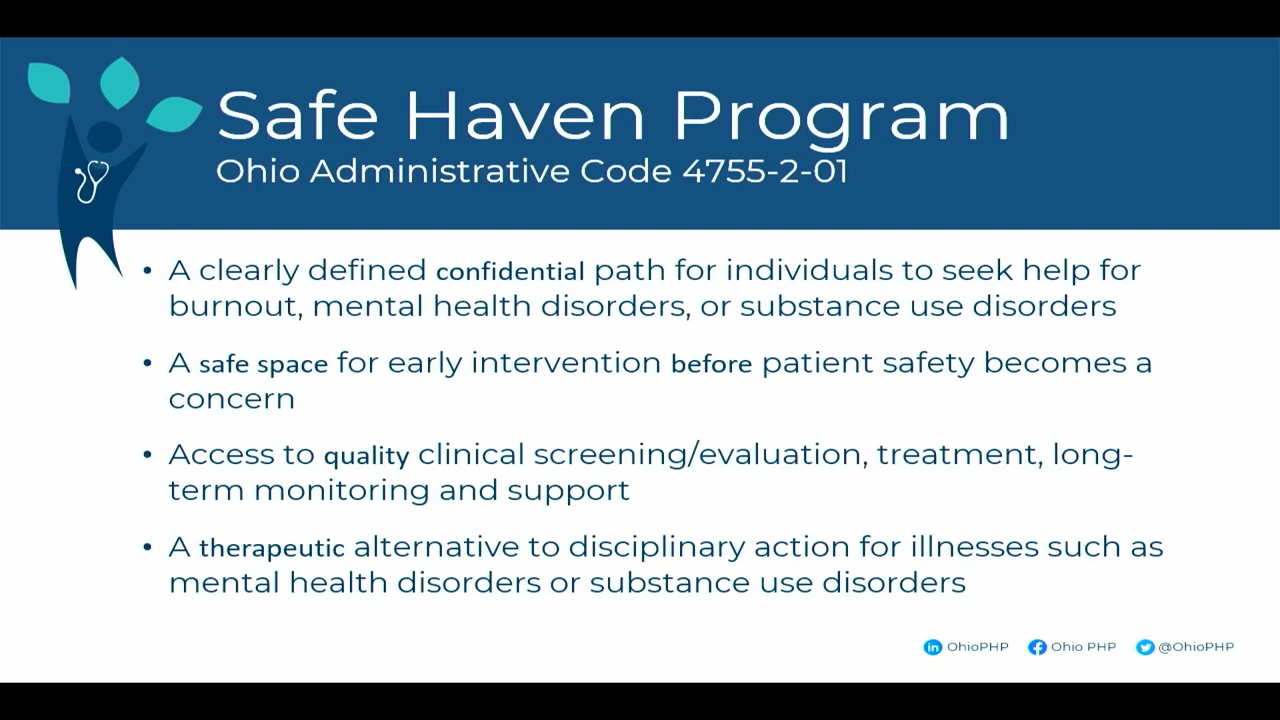 Safe Haven Program
Ohio Administrative Code 4755-2-01
• A clearly defined confidential path for individuals to seek help for
burnout, mental health disorders, or substance use disorders
• A safe space for early intervention before patient safety becomes a
concern
• Access to quality clinical screening/evaluation, treatment, long-
term monitoring and support
• A therapeutic alternative to disciplinary action for illnesses such as
mental health disorders or substance use disorders
in OhioPHP f Ohio PHP @OhioPHP